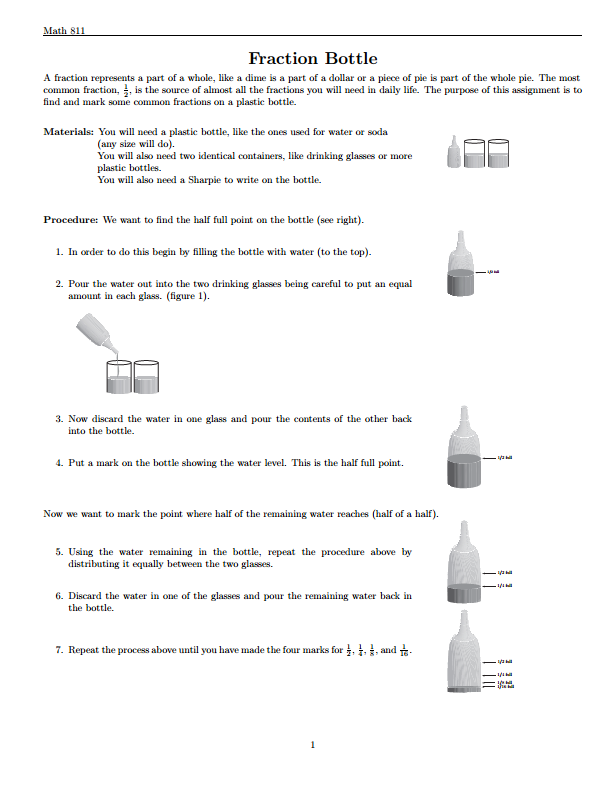 Math 811
Fraction Bottle
A fraction represents a part of a whole, like a dime is a part of a dollar or a piece of pie is part of the whole pie. The most
common fraction, 1/2, is the source of almost all the fractions you will need in daily life. The purpose of this assignment is to
find and mark some common fractions on a plastic bottle.
Materials: You will need a plastic bottle, like the ones used for water or soda
(any size will do).
You will also need two identical containers, like drinking glasses or more
plastic bottles.
You will also need a Sharpie to write on the bottle.
Procedure: We want to find the half full point on the bottle (see right).
1. In order to do this begin by filling the bottle with water (to the top).
1/2 full
2. Pour the water out into the two drinking glasses being careful to put an equal
amount in each glass. (figure 1).
3. Now discard the water in one glass and pour the contents of the other back
into the bottle.
1/2 full
4. Put a mark on the bottle showing the water level. This is the half full point.
Now we want to mark the point where half of the remaining water reaches (half of a half).
5. Using the water remaining in the bottle, repeat the procedure above by
distributing it equally between the two glasses.
1/2 full
1/4 full
6. Discard the water in one of the glasses and pour the remaining water back in
the bottle.
7. Repeat the process above until you have made the four marks for 1/2, 1/4, 1/8, and 1/16.
1/2 full
1/4 full
1/8 full
1/16 full
1